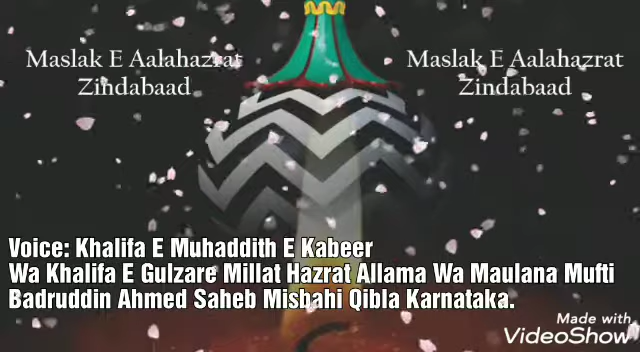 Maslak E Aalahazrat
Zindabaad
Maslak E Aalahazrat
Zindabaad
Voice: Khalifa E Muhaddith E Kabeer
Wa Khalifa E Gulzare Millat Hazrat Allama Wa Maulana Mufti
Badruddin Ahmed Saheb Misbahi Qibla Karnataka.
Made with
VideoShow